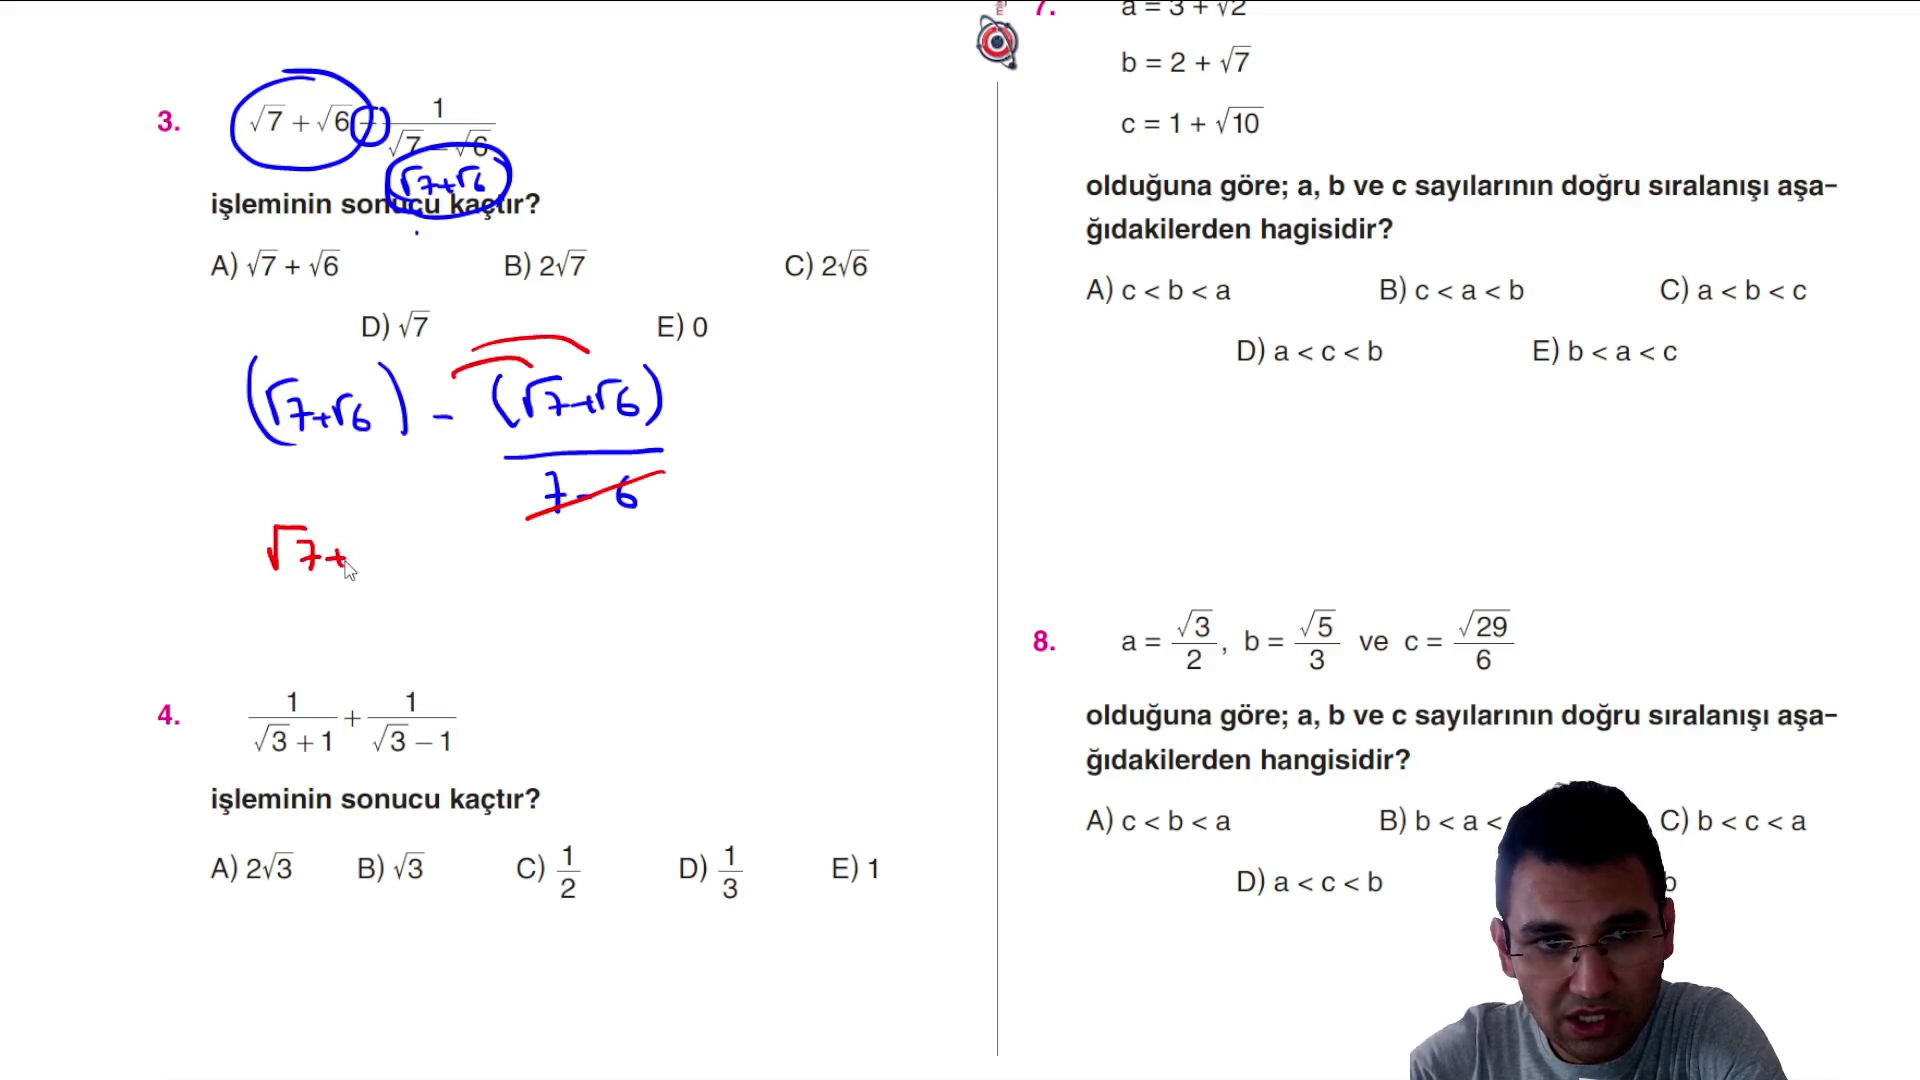 3. √7 + √6 - 1/(√7 - √6)
√7+√6
işleminin sonucu kaçtır?
A) √7 + √6 B) 2√7 C) 2√6
D) √7 E) 0
(√7+√6) - (√7+√6)/(7-6)
√7+
4. 1/(√3 + 1) + 1/(√3 - 1)
işleminin sonucu kaçtır?
A) 2√3 B) √3 C) 1/2 D) 1/3 E) 1
7. a = 3 + √2
b = 2 + √7
c = 1 + √10
olduğuna göre; a, b ve c sayılarının doğru sıralanışı aşa-
ğıdakilerden hagisidir?
A) c < b < a B) c < a < b C) a < b < c
D) a < c < b E) b < a < c
8. a = √3/2, b = √5/3 ve c = √29/6
olduğuna göre; a, b ve c sayılarının doğru sıralanışı aşa-
ğıdakilerden hangisidir?
A) c < b < a B) b < a < C) b < c < a
D) a < c < b b